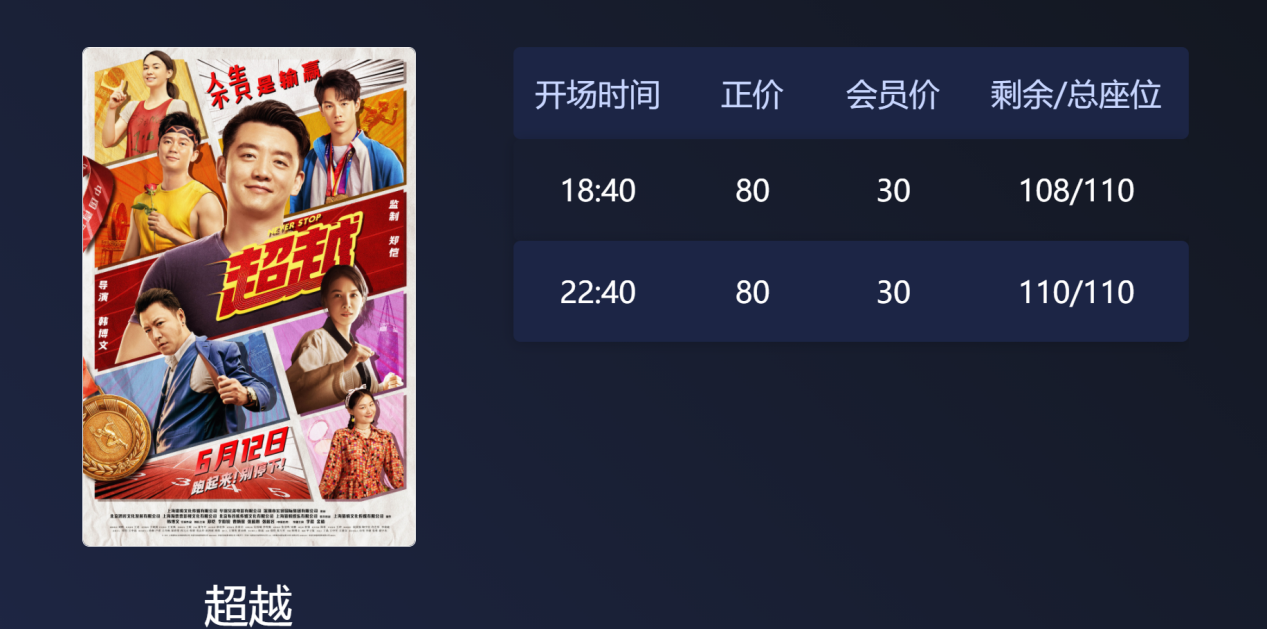 人生
不只是输赢
NEVER STOP
超越
监制 郑恺
导演 韩博文
6月12日
跑起来!别停下!
超越
开场时间 正价 会员价 剩余/总座位
18:40 80 30 108/110
22:40 80 30 110/110